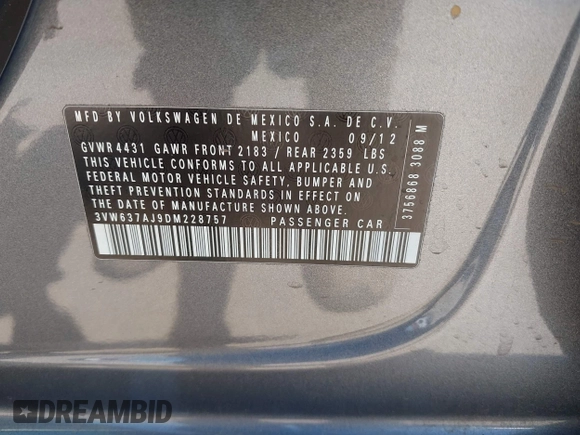 MFD BY VOLKSWAGEN DE MEXICO S.A. DE C.V.
MEXICO 09/12
GVWR 4431 GAWR FRONT 2183 / REAR 2359 LBS
THIS VEHICLE CONFORMS TO ALL APPLICABLE U.S.
FEDERAL MOTOR VEHICLE SAFETY, BUMPER AND
THEFT PREVENTION STANDARDS IN EFFECT ON
THE DATE OF MANUFACTURE SHOWN ABOVE.
3VW637AJ9DM228757 PASSENGER CAR
3756868 3088 M
DREAMBID